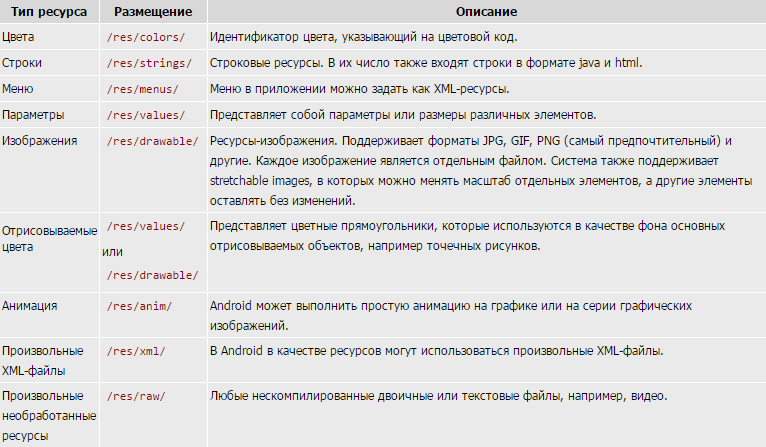 Тип ресурса Размещение Описание
Цвета /res/colors/ Идентификатор цвета, указывающий на цветовой код.
Строки /res/strings/ Строковые ресурсы. В их число также входят строки в формате java и html.
Меню /res/menus/ Меню в приложении можно задать как XML-ресурсы.
Параметры /res/values/ Представляет собой параметры или размеры различных элементов.
Изображения /res/drawable/ Ресурсы-изображения. Поддерживает форматы JPG, GIF, PNG (самый предпочтительный) и
другие. Каждое изображение является отдельным файлом. Система также поддерживает
stretchable images, в которых можно менять масштаб отдельных элементов, а другие элементы
оставлять без изменений.
Отрисовываемые
цвета
/res/values/
или
/res/drawable/
Представляет цветные прямоугольники, которые используются в качестве фона основных
отрисовываемых объектов, например точечных рисунков.
Анимация /res/anim/ Android может выполнить простую анимацию на графике или на серии графических
изображений.
Произвольные
XML-файлы
/res/xml/ В Android в качестве ресурсов могут использоваться произвольные XML-файлы.
Произвольные
необработанные
ресурсы
/res/raw/ Любые нескомпилированные двоичные или текстовые файлы, например, видео.